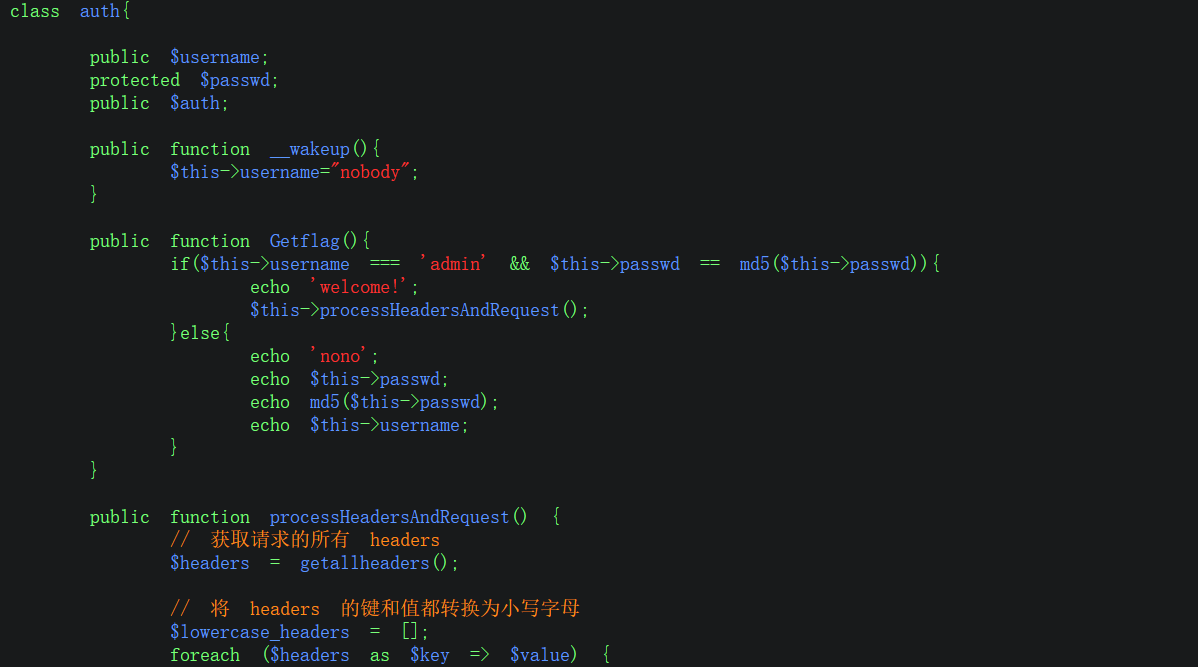 class auth{
public $username;
protected $passwd;
public $auth;
public function __wakeup(){
$this->username="nobody";
}
public function Getflag(){
if($this->username === 'admin' && $this->passwd == md5($this->passwd)){
echo 'welcome!';
$this->processHeadersAndRequest();
}else{
echo 'nono';
echo $this->passwd;
echo md5($this->passwd);
echo $this->username;
}
}
public function processHeadersAndRequest() {
// 获取请求的所有 headers
$headers = getallheaders();
// 将 headers 的键和值都转换为小写字母
$lowercase_headers = [];
foreach ($headers as $key => $value) {